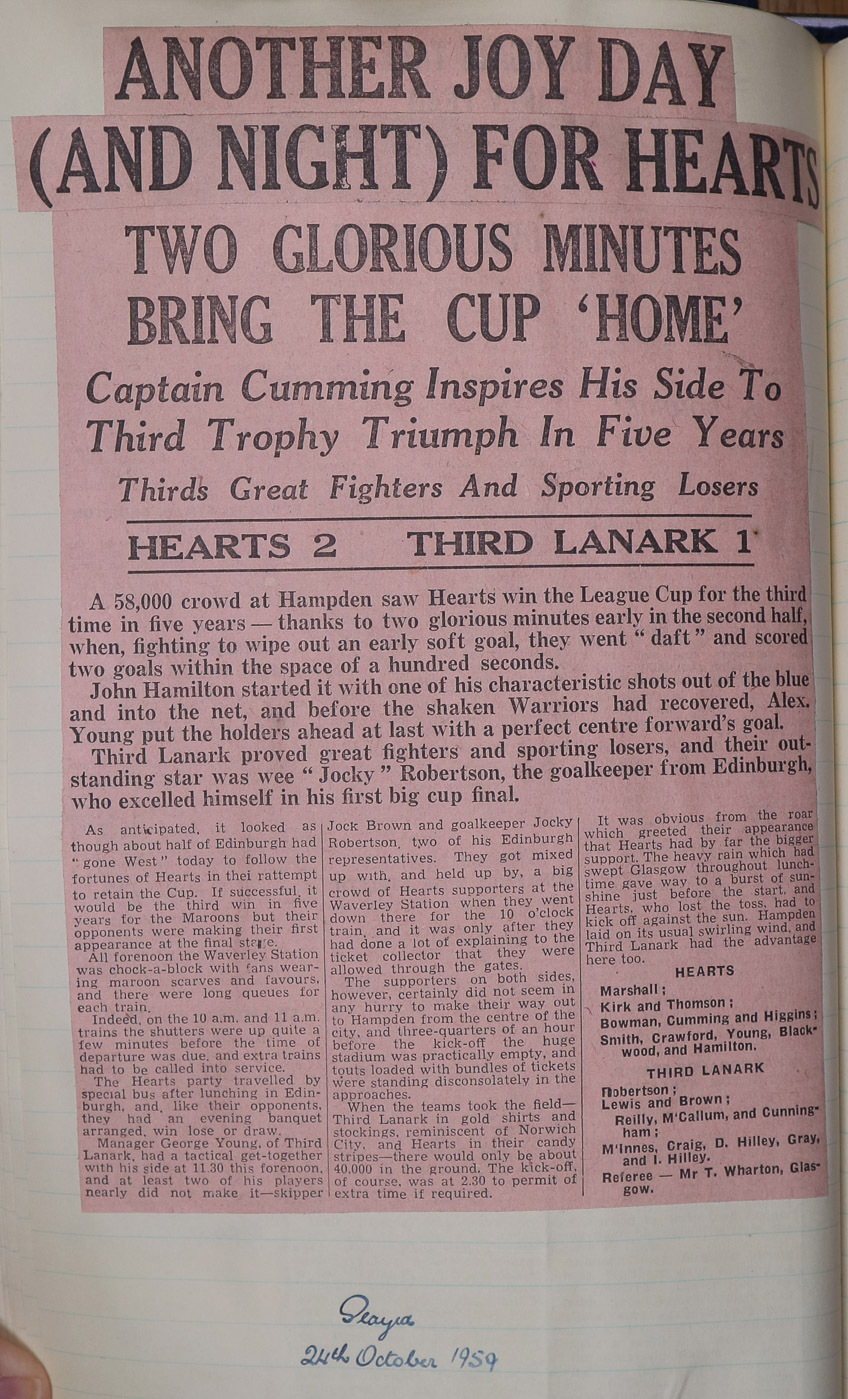 ANOTHER JOY DAY
(AND NIGHT) FOR HEARTS
TWO GLORIOUS MINUTES
BRING THE CUP ‘HOME’
Captain Cumming Inspires His Side To
Third Trophy Triumph In Five Years
Thirds Great Fighters And Sporting Losers
HEARTS 2 THIRD LANARK 1
A 58,000 crowd at Hampden saw Hearts win the League Cup for the third
time in five years — thanks to two glorious minutes early in the second half,
when, fighting to wipe out an early soft goal, they went “ daft ” and scored
two goals within the space of a hundred seconds.
John Hamilton started it with one of his characteristic shots out of the blue
and into the net, and before the shaken Warriors had recovered, Alex.
Young put the holders ahead at last with a perfect centre forward's goal.
Third Lanark proved great fighters and sporting losers, and their out-
standing star was wee “ Jocky ” Robertson, the goalkeeper from Edinburgh,
who excelled himself in his first big cup final.
As anticipated, it looked as
though about half of Edinburgh had
“ gone West ” today to follow the
fortunes of Hearts in thei rattempt
to retain the Cup. If successful, it
would be the third win in five
years for the Maroons but their
opponents were making their first
appearance at the final stage.
All forenoon the Waverley Station
was chock-a-block with fans wear-
ing maroon scarves and favours,
and there were long queues for
each train.
Indeed, on the 10 a.m. and 11 a.m.
trains the shutters were up quite a
few minutes before the time of
departure was due, and extra trains
had to be called into service.
The Hearts party travelled by
special bus after lunching in Edin-
burgh, and, like their opponents,
they had an evening banquet
arranged, win lose or draw.
Manager George Young, of Third
Lanark, had a tactical get-together
with his side at 11.30 this forenoon,
and at least two of his players
nearly did not make it—skipper
Jock Brown and goalkeeper Jocky
Robertson, two of his Edinburgh
representatives. They got mixed
up with, and held up by, a big
crowd of Hearts supporters at the
Waverley Station when they went
down there for the 10 o'clock
train, and it was only after they
had done a lot of explaining to the
ticket collector that they were
allowed through the gates.
The supporters on both sides,
however, certainly did not seem in
any hurry to make their way out
to Hampden from the centre of the
city, and three-quarters of an hour
before the kick-off the huge
stadium was practically empty, and
touts loaded with bundles of tickets
were standing disconsolately in the
approaches.
When the teams took the field—
Third Lanark in gold shirts and
stockings, reminiscent of Norwich
City, and Hearts in their candy
stripes—there would only be about
40,000 in the ground. The kick-off,
of course, was at 2.30 to permit of
extra time if required.
It was obvious from the roar
which greeted their appearance
that Hearts had by far the bigger
support. The heavy rain which had
swept Glasgow throughout lunch-
time gave way to a burst of sun-
shine just before the start, and
Hearts, who lost the toss, had to
kick off against the sun. Hampden
laid on its usual swirling wind, and
Third Lanark had the advantage
here too.
HEARTS
Marshall ;
Kirk and Thomson ;
Bowman, Cumming and Higgins ;
Smith, Crawford, Young, Black-
wood, and Hamilton.
THIRD LANARK
Robertson ;
Lewis and Brown ;
Reilly, M'Callum, and Cunning-
ham ;
M'Innes, Craig, D. Hilley, Gray,
and I. Hilley.
Referee — Mr T. Wharton, Glas-
gow.
24th October 1959